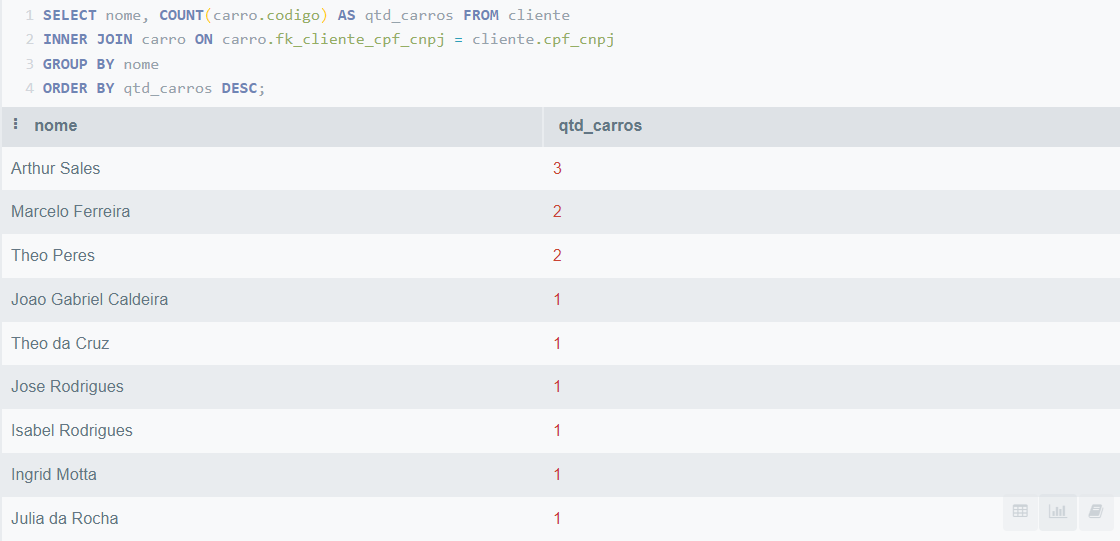 1 SELECT nome, COUNT(carro.codigo) AS qtd_carros FROM cliente
2 INNER JOIN carro ON carro.fk_cliente_cpf_cnpj = cliente.cpf_cnpj
3 GROUP BY nome
4 ORDER BY qtd_carros DESC;
nome qtd_carros
Arthur Sales 3
Marcelo Ferreira 2
Theo Peres 2
Joao Gabriel Caldeira 1
Theo da Cruz 1
Jose Rodrigues 1
Isabel Rodrigues 1
Ingrid Motta 1
Julia da Rocha 1